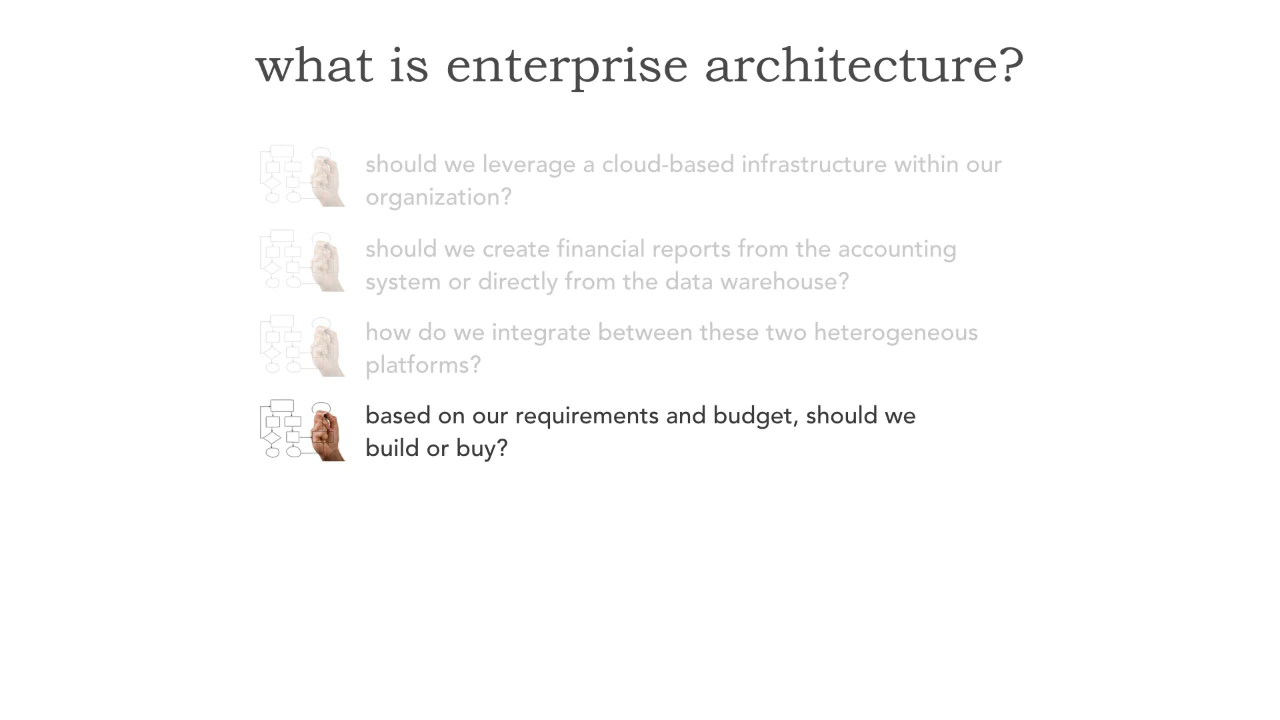 what is enterprise architecture?
should we leverage a cloud-based infrastructure within our
organization?
should we create financial reports from the accounting
system or directly from the data warehouse?
how do we integrate between these two heterogeneous
platforms?
based on our requirements and budget, should we
build or buy?